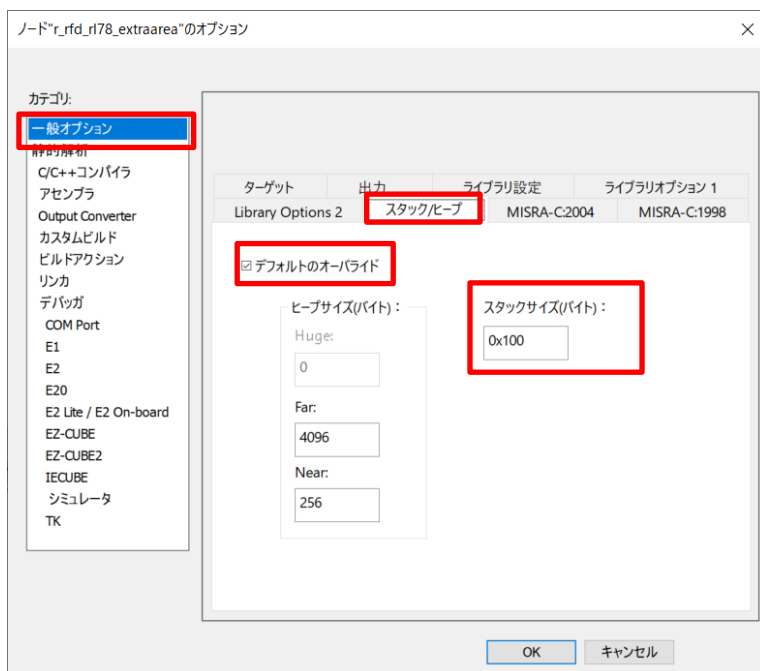 ノード"r_rfd_rl78_extraarea"のオプション
カテゴリ:
一般オプション
静的解析
C/C++コンパイラ
アセンブラ
Output Converter
カスタムビルド
ビルドアクション
リンカ
デバッガ
COM Port
E1
E2
E20
E2 Lite / E2 On-board
EZ-CUBE
EZ-CUBE2
IECUBE
シミュレータ
TK
ターゲット 出力 ライブラリ設定 ライブラリオプション 1
Library Options 2 スタック/ヒープ MISRA-C:2004 MISRA-C:1998
デフォルトのオーバライド
ヒープサイズ(バイト)：
Huge:
0
Far:
4096
Near:
256
スタックサイズ(バイト)：
0x100
OK キャンセル